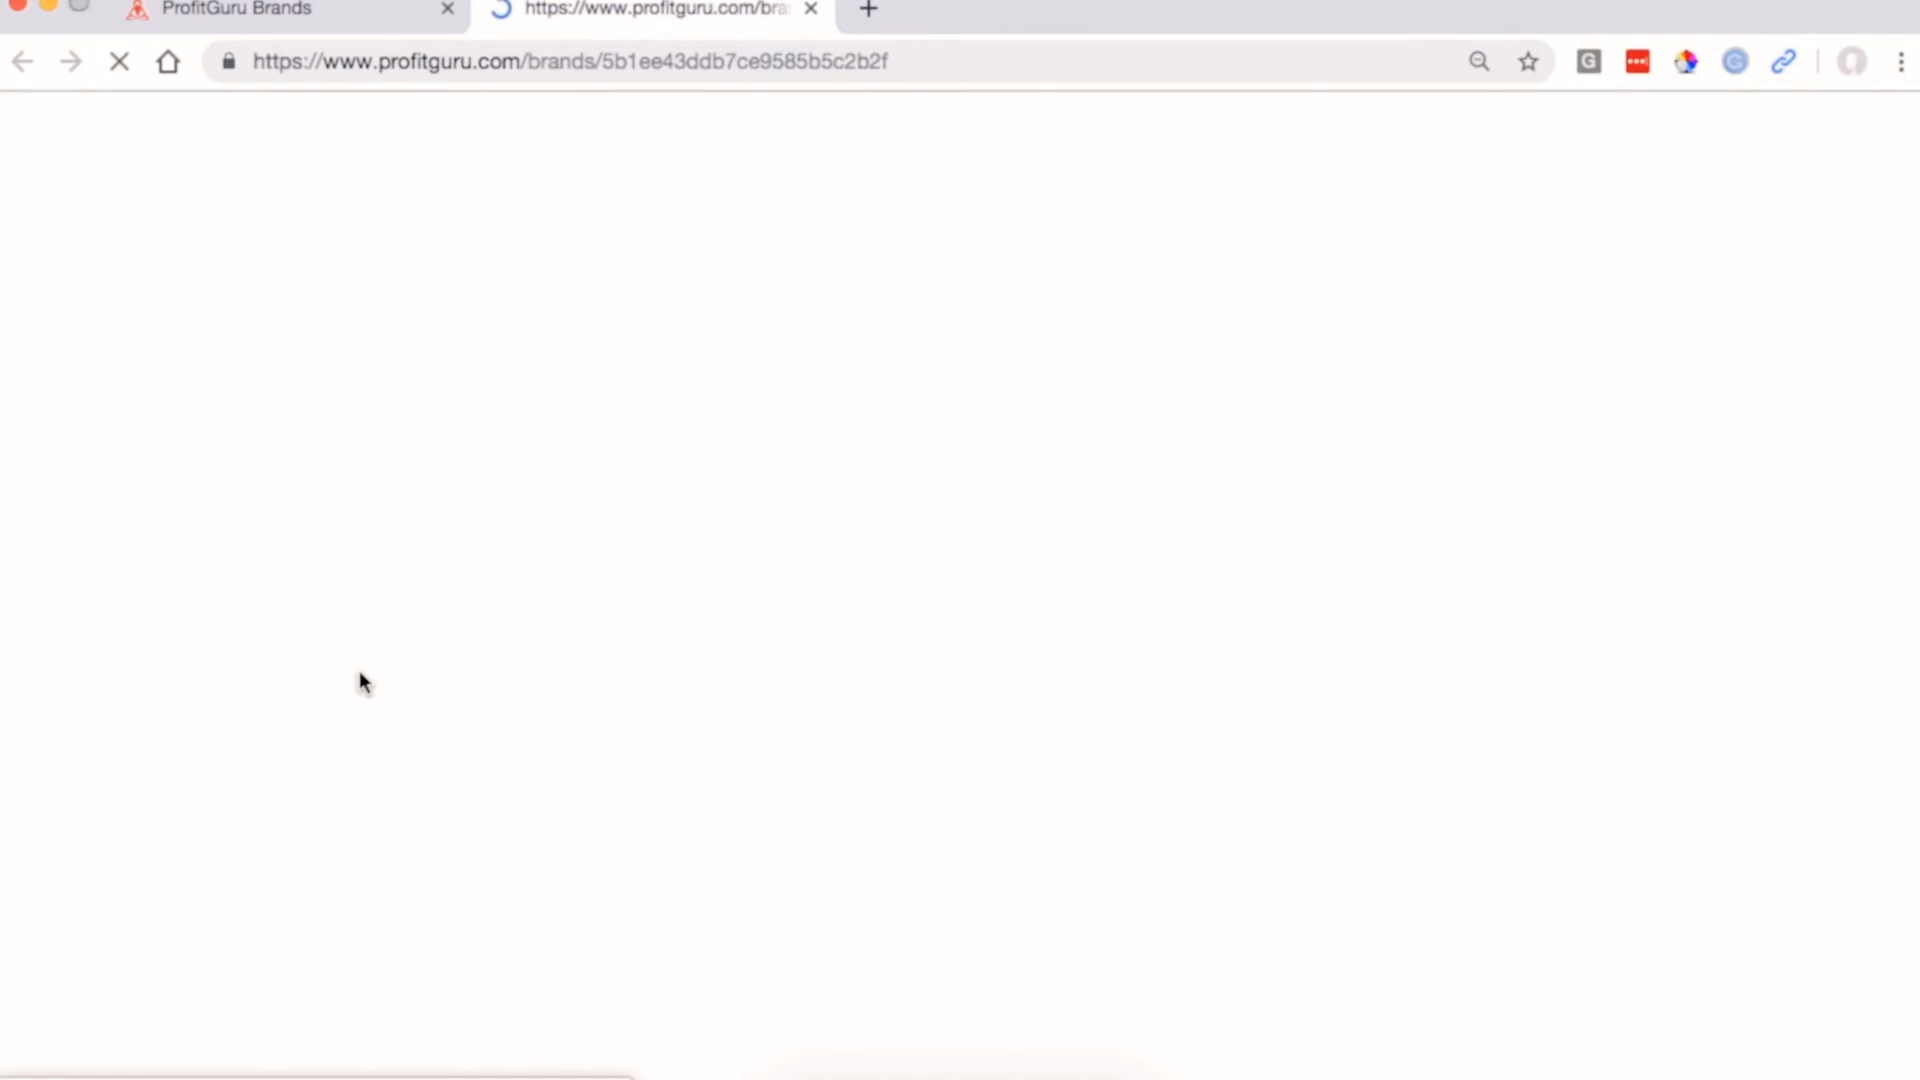 ProfitGuru Brands
https://www.profitguru.com/bra
https://www.profitguru.com/brands/5b1ee43ddb7ce9585b5c2b2f
G